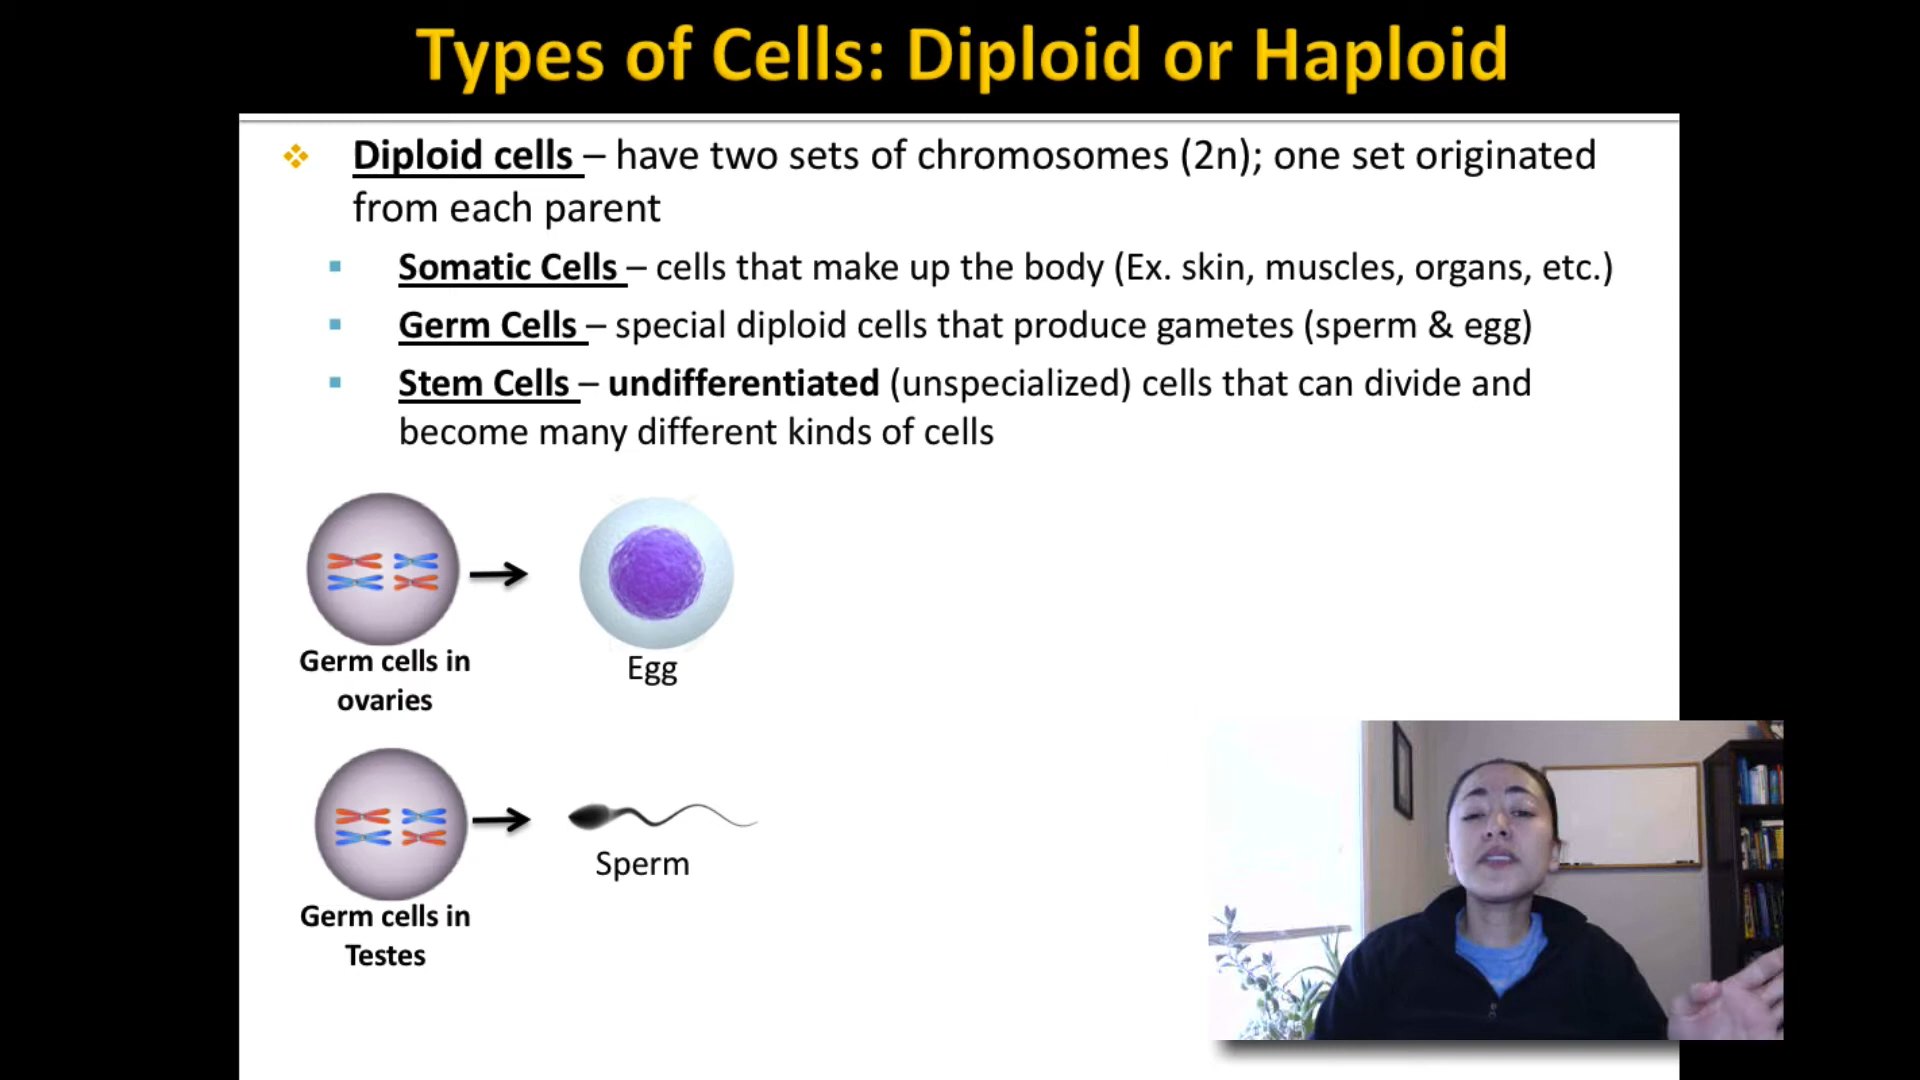 Types of Cells: Diploid or Haploid
Diploid cells – have two sets of chromosomes (2n); one set originated
from each parent
Somatic Cells – cells that make up the body (Ex. skin, muscles, organs, etc.)
Germ Cells – special diploid cells that produce gametes (sperm & egg)
Stem Cells – undifferentiated (unspecialized) cells that can divide and
become many different kinds of cells
Germ cells in
ovaries
Egg
Germ cells in
Testes
Sperm